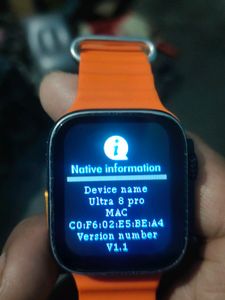 Native information
Device name
Ultra 8 pro
MAC
C0:F6:02:E5:BE:A4
Version number
V1.1